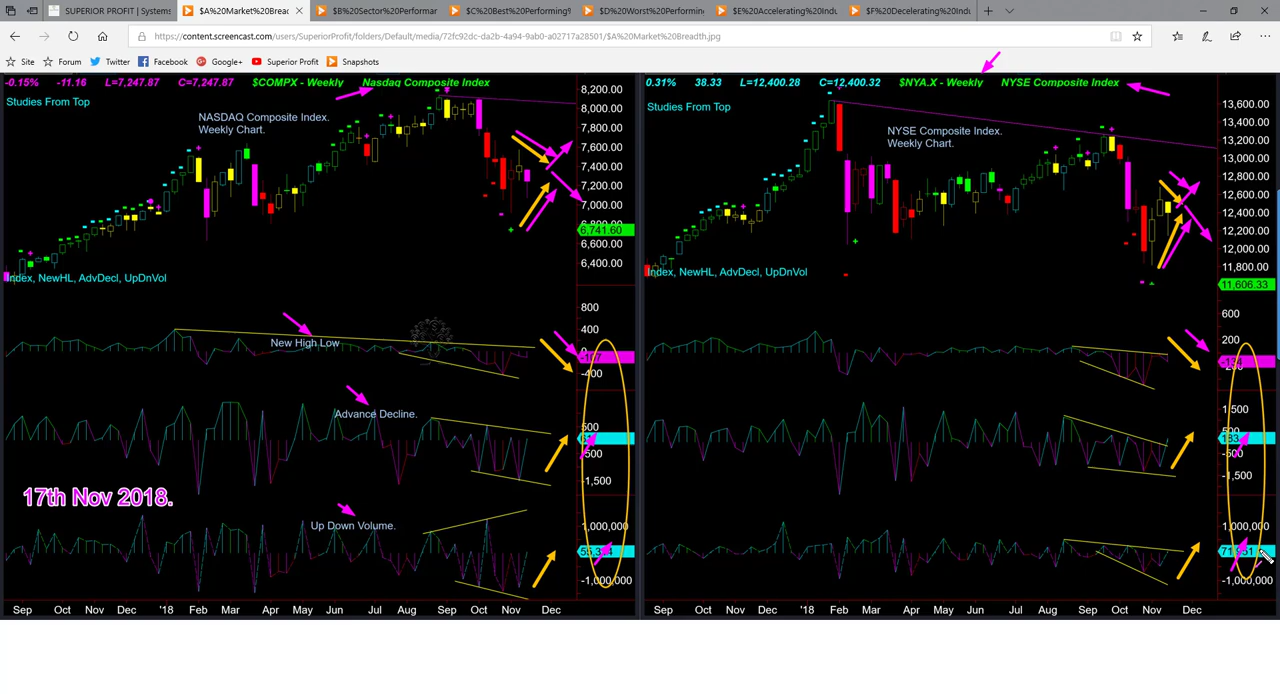 SUPERIOR PROFIT | Systems
$A%20Market%20Breac
$B%20Sector%20Performar
$C%20Best%20Performing%
$D%20Worst%20Performin
$E%20Accelerating%20Indu
$F%20Decelerating%20Indu
https://content.screencast.com/users/SuperiorProfit/folders/Default/media/72fc92dc-da2b-4a94-9ab0-a02717a28501/$A%20Market%20Breadth.jpg
Site Forum Twitter Facebook Google+ Superior Profit Snapshots
-0.15% -11.16 L=7,247.87 C=7,247.87 $COMPX - Weekly Nasdaq Composite Index
Studies From Top
NASDAQ Composite Index.
Weekly Chart.
8,200.00
8,000.00
7,800.00
7,600.00
7,400.00
7,200.00
7,000.00
6,741.60
6,600.00
6,400.00
Index, NewHL, AdvDecl, UpDnVol
800
400
0
New High Low
-400
Advance Decline.
500
-500
-1,500
17th Nov 2018.
Up Down Volume.
1,000,000
-1,000,000
Sep Oct Nov Dec '18 Feb Mar Apr May Jun Jul Aug Sep Oct Nov Dec
0.31% 38.33 L=12,400.28 C=12,400.32 $NYA.X - Weekly NYSE Composite Index
Studies From Top
NYSE Composite Index.
Weekly Chart.
13,600.00
13,200.00
13,000.00
12,800.00
12,600.00
12,400.00
12,200.00
12,000.00
11,800.00
11,606.33
Index, NewHL, AdvDecl, UpDnVol
600
200
-200
1,500
500
-500
-1,500
1,000,000
-1,000,000
Sep Oct Nov Dec '18 Feb Mar Apr May Jun Jul Aug Sep Oct Nov Dec